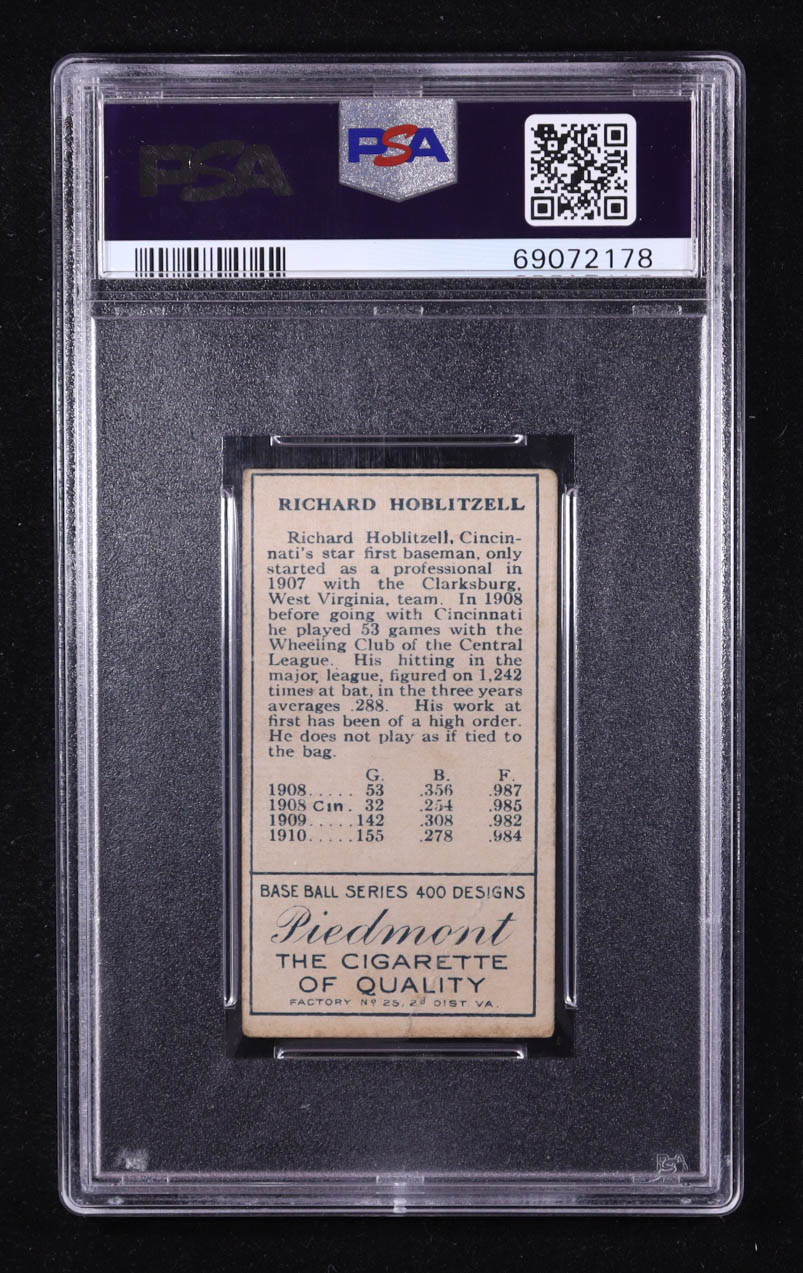 PSA
PSA
69072178
RICHARD HOBLITZELL
Richard Hoblitzell, Cincin-
nati's star first baseman, only
started as a professional in
1907 with the Clarksburg,
West Virginia, team. In 1908
before going with Cincinnati
he played 53 games with the
Wheeling Club of the Central
League. His hitting in the
major league, figured on 1,242
times at bat, in the three years
averages .288. His work at
first has been of a high order.
He does not play as if tied to
the bag.
G. B. F.
1908..... 53 .356 .987
1908 Cin. 32 .254 .985
1909.....142 .308 .982
1910.....155 .278 .984
BASE BALL SERIES 400 DESIGNS
Piedmont
THE CIGARETTE
OF QUALITY
FACTORY Nº 25, 2d DIST. VA.
PSA